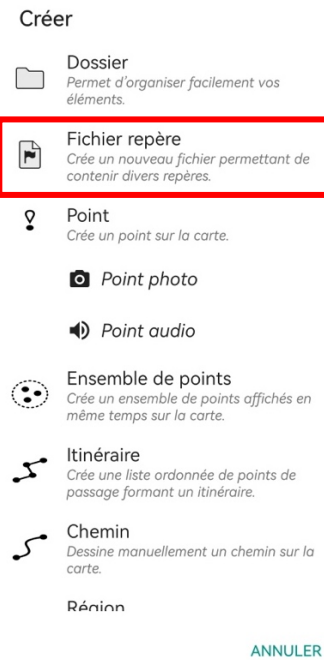 Créer
Dossier
Permet d'organiser facilement vos
éléments.
Fichier repère
Crée un nouveau fichier permettant de
contenir divers repères.
Point
Crée un point sur la carte.
Point photo
Point audio
Ensemble de points
Crée un ensemble de points affichés en
même temps sur la carte.
Itinéraire
Crée une liste ordonnée de points de
passage formant un itinéraire.
Chemin
Dessine manuellement un chemin sur la
carte.
Région
ANNULER